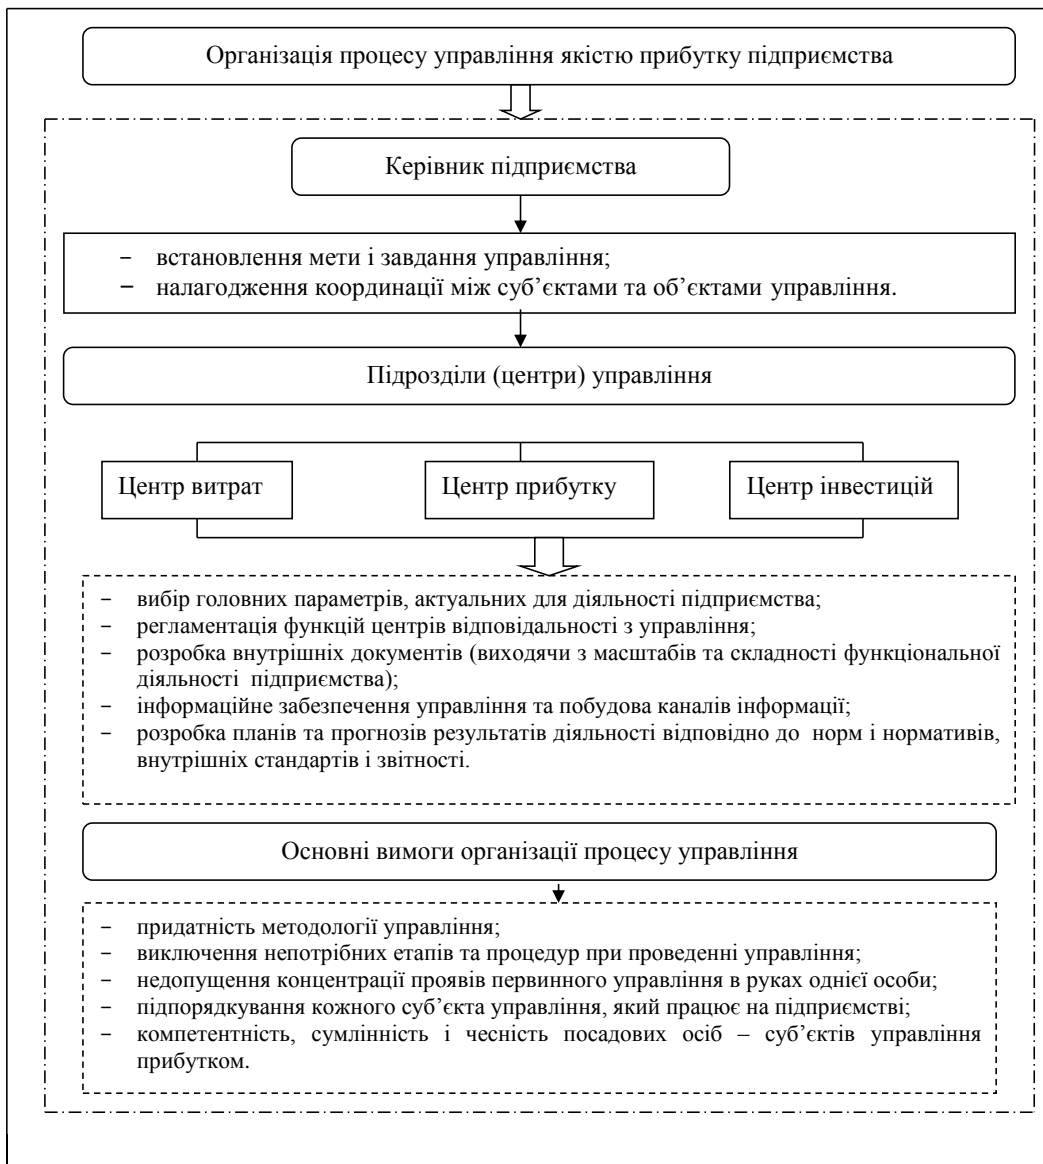 Організація процесу управління якістю прибутку підприємства
Керівник підприємства
− встановлення мети і завдання управління;
− налагодження координації між суб’єктами та об’єктами управління.
Підрозділи (центри) управління
Центр витрат
Центр прибутку
Центр інвестицій
− вибір головних параметрів, актуальних для діяльності підприємства;
− регламентація функцій центрів відповідальності з управління;
− розробка внутрішніх документів (виходячи з масштабів та складності функціональної
діяльності підприємства);
− інформаційне забезпечення управління та побудова каналів інформації;
− розробка планів та прогнозів результатів діяльності відповідно до норм і нормативів,
внутрішніх стандартів і звітності.
Основні вимоги організації процесу управління
− придатність методології управління;
− виключення непотрібних етапів та процедур при проведенні управління;
− недопущення концентрації проявів первинного управління в руках однієї особи;
− підпорядкування кожного суб’єкта управління, який працює на підприємстві;
− компетентність, сумлінність і чесність посадових осіб – суб’єктів управління
прибутком.